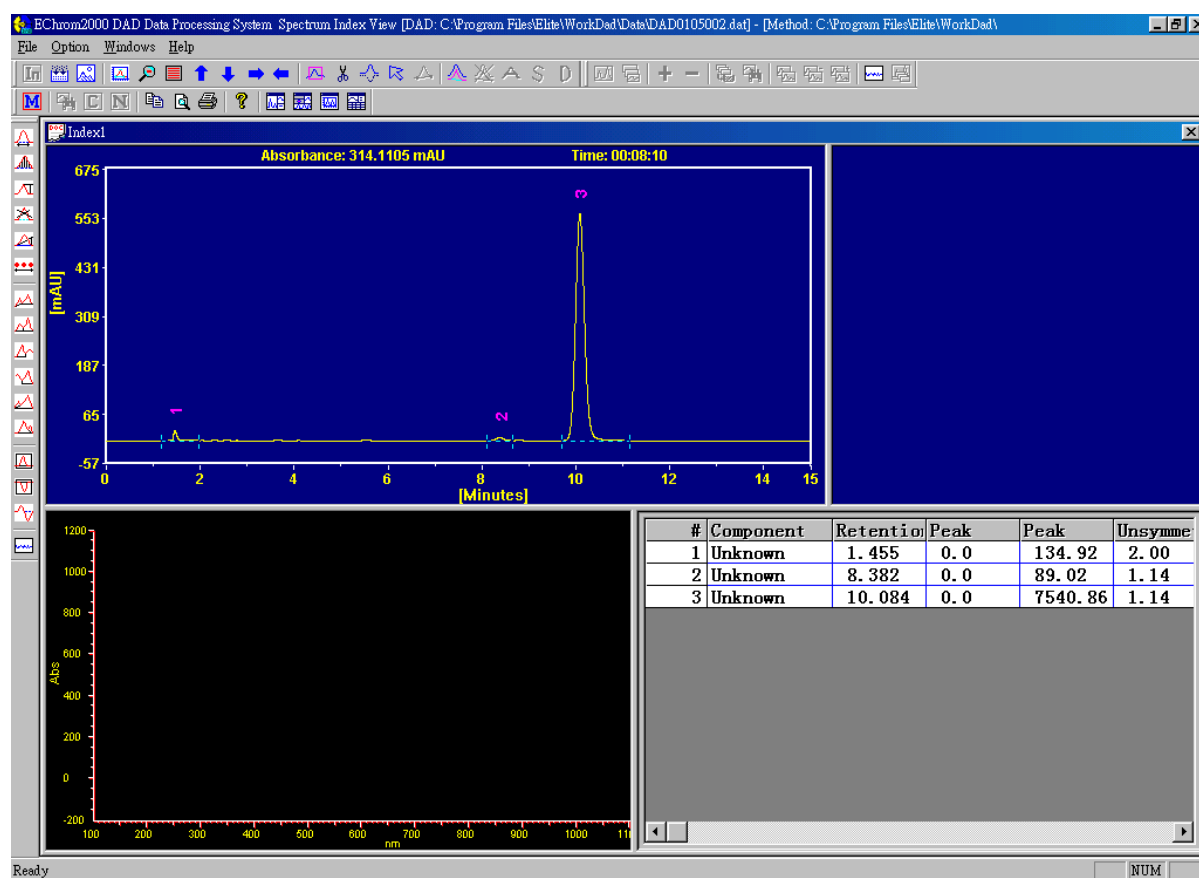 EChrom2000 DAD Data Processing System Spectrum Index View [DAD: C:\Program Files\Elite\WorkDad\Data\DAD0105002.dat] - [Method: C:\Program Files\Elite\WorkDad\
File Option Windows Help
In S D
M C N ?
Index1
Absorbance: 314.1105 mAU Time: 00:08:10
675
553
431
309
187
65
-57
[mAU]
1 2 3
0 2 4 6 8 10 12 14 15
[Minutes]
1200
1000
800
600
400
200
0
-200
Abs
100 200 300 400 500 600 700 800 900 1000 110
nm
# Component Retention Peak Peak Unsymme
1 Unknown 1.455 0.0 134.92 2.00
2 Unknown 8.382 0.0 89.02 1.14
3 Unknown 10.084 0.0 7540.86 1.14
Ready NUM